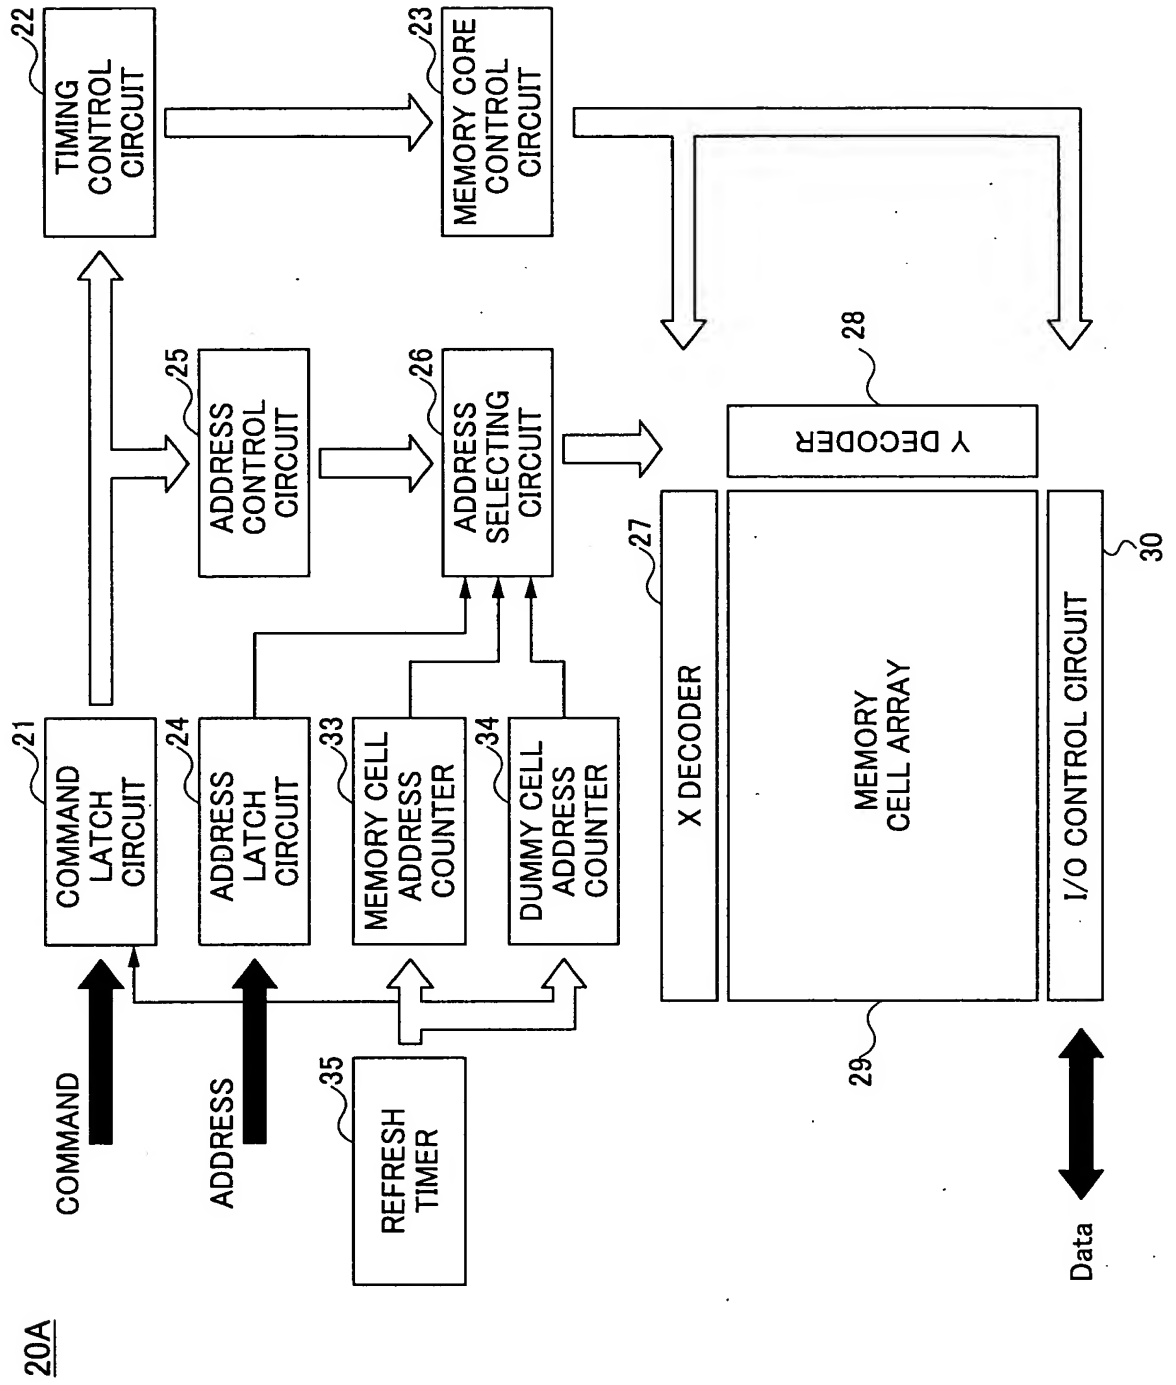 20A
COMMAND
ADDRESS
REFRESH
TIMER
35
Data
21
COMMAND
LATCH
CIRCUIT
24
ADDRESS
LATCH
CIRCUIT
33
MEMORY CELL
ADDRESS
COUNTER
34
DUMMY CELL
ADDRESS
COUNTER
25
ADDRESS
CONTROL
CIRCUIT
26
ADDRESS
SELECTING
CIRCUIT
22
TIMING
CONTROL
CIRCUIT
23
MEMORY CORE
CONTROL
CIRCUIT
27
X DECODER
28
Y DECODER
29
MEMORY
CELL ARRAY
I/O CONTROL CIRCUIT
30